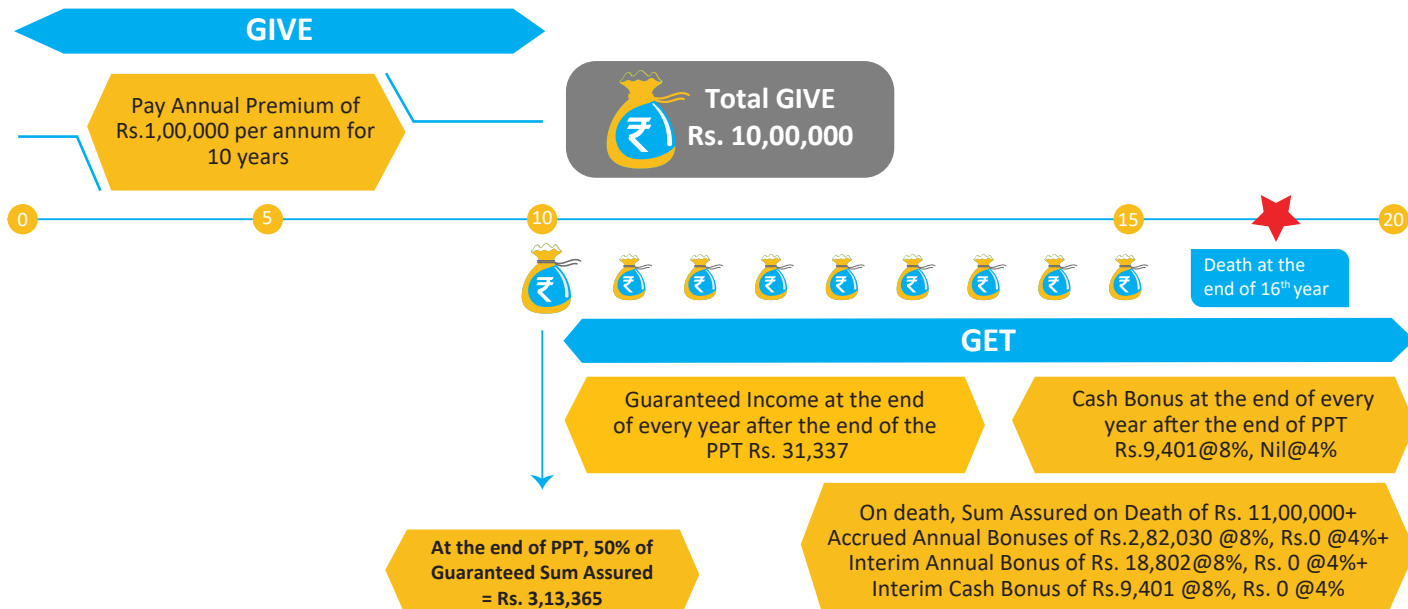 GIVE
Pay Annual Premium of
Rs.1,00,000 per annum for
10 years
₹
Total GIVE
Rs. 10,00,000
0
5
10
15
20
₹
₹
₹
₹
₹
₹
₹
₹
₹
Death at the
end of 16th year
GET
Guaranteed Income at the end
of every year after the end of the
PPT Rs. 31,337
Cash Bonus at the end of every
year after the end of PPT
Rs.9,401@8%, Nil@4%
At the end of PPT, 50% of
Guaranteed Sum Assured
= Rs. 3,13,365
On death, Sum Assured on Death of Rs. 11,00,000+
Accrued Annual Bonuses of Rs.2,82,030 @8%, Rs.0 @4%+
Interim Annual Bonus of Rs. 18,802@8%, Rs. 0 @4%+
Interim Cash Bonus of Rs.9,401 @8%, Rs. 0 @4%